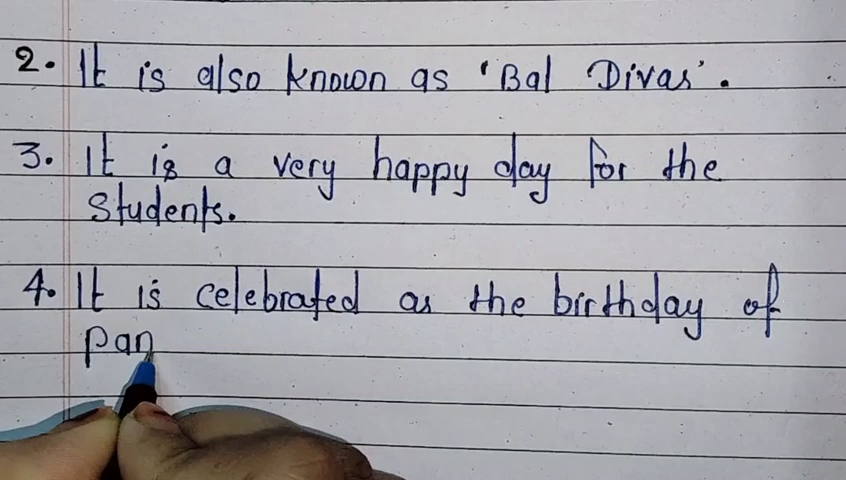 2. It is also known as 'Bal Divas'.
3. It is a very happy day for the
students.
4. It is celebrated as the birthday of
pan